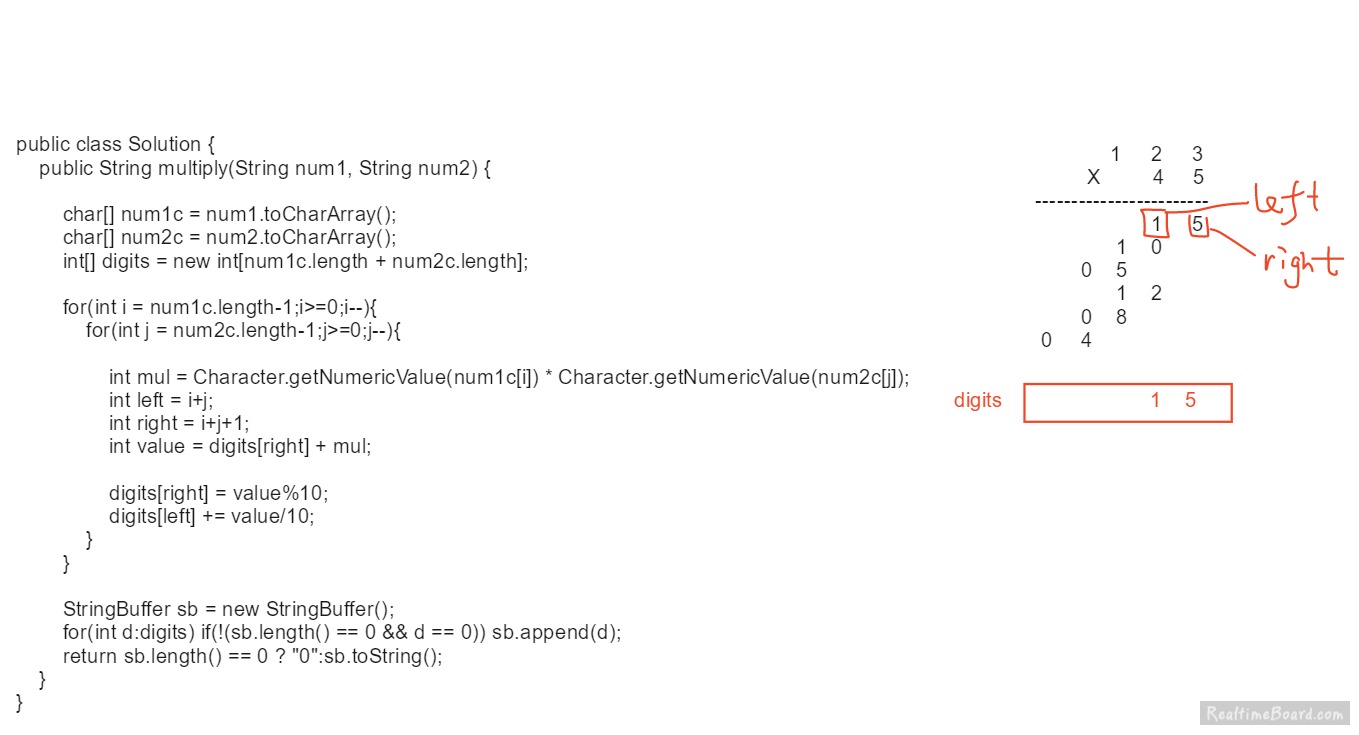 public class Solution {
public String multiply(String num1, String num2) {
char[] num1c = num1.toCharArray();
char[] num2c = num2.toCharArray();
int[] digits = new int[num1c.length + num2c.length];
for(int i = num1c.length-1;i>=0;i--){
for(int j = num2c.length-1;j>=0;j--){
int mul = Character.getNumericValue(num1c[i]) * Character.getNumericValue(num2c[j]);
int left = i+j;
int right = i+j+1;
int value = digits[right] + mul;
digits[right] = value%10;
digits[left] += value/10;
}
}
StringBuffer sb = new StringBuffer();
for(int d:digits) if(!(sb.length() == 0 && d == 0)) sb.append(d);
return sb.length() == 0 ? "0":sb.toString();
}
}
1 2 3
X 4 5
--------------------------
left
1 5
right
1 0
0 5
1 2
0 8
0 4
digits 1 5
RealtimeBoard.com